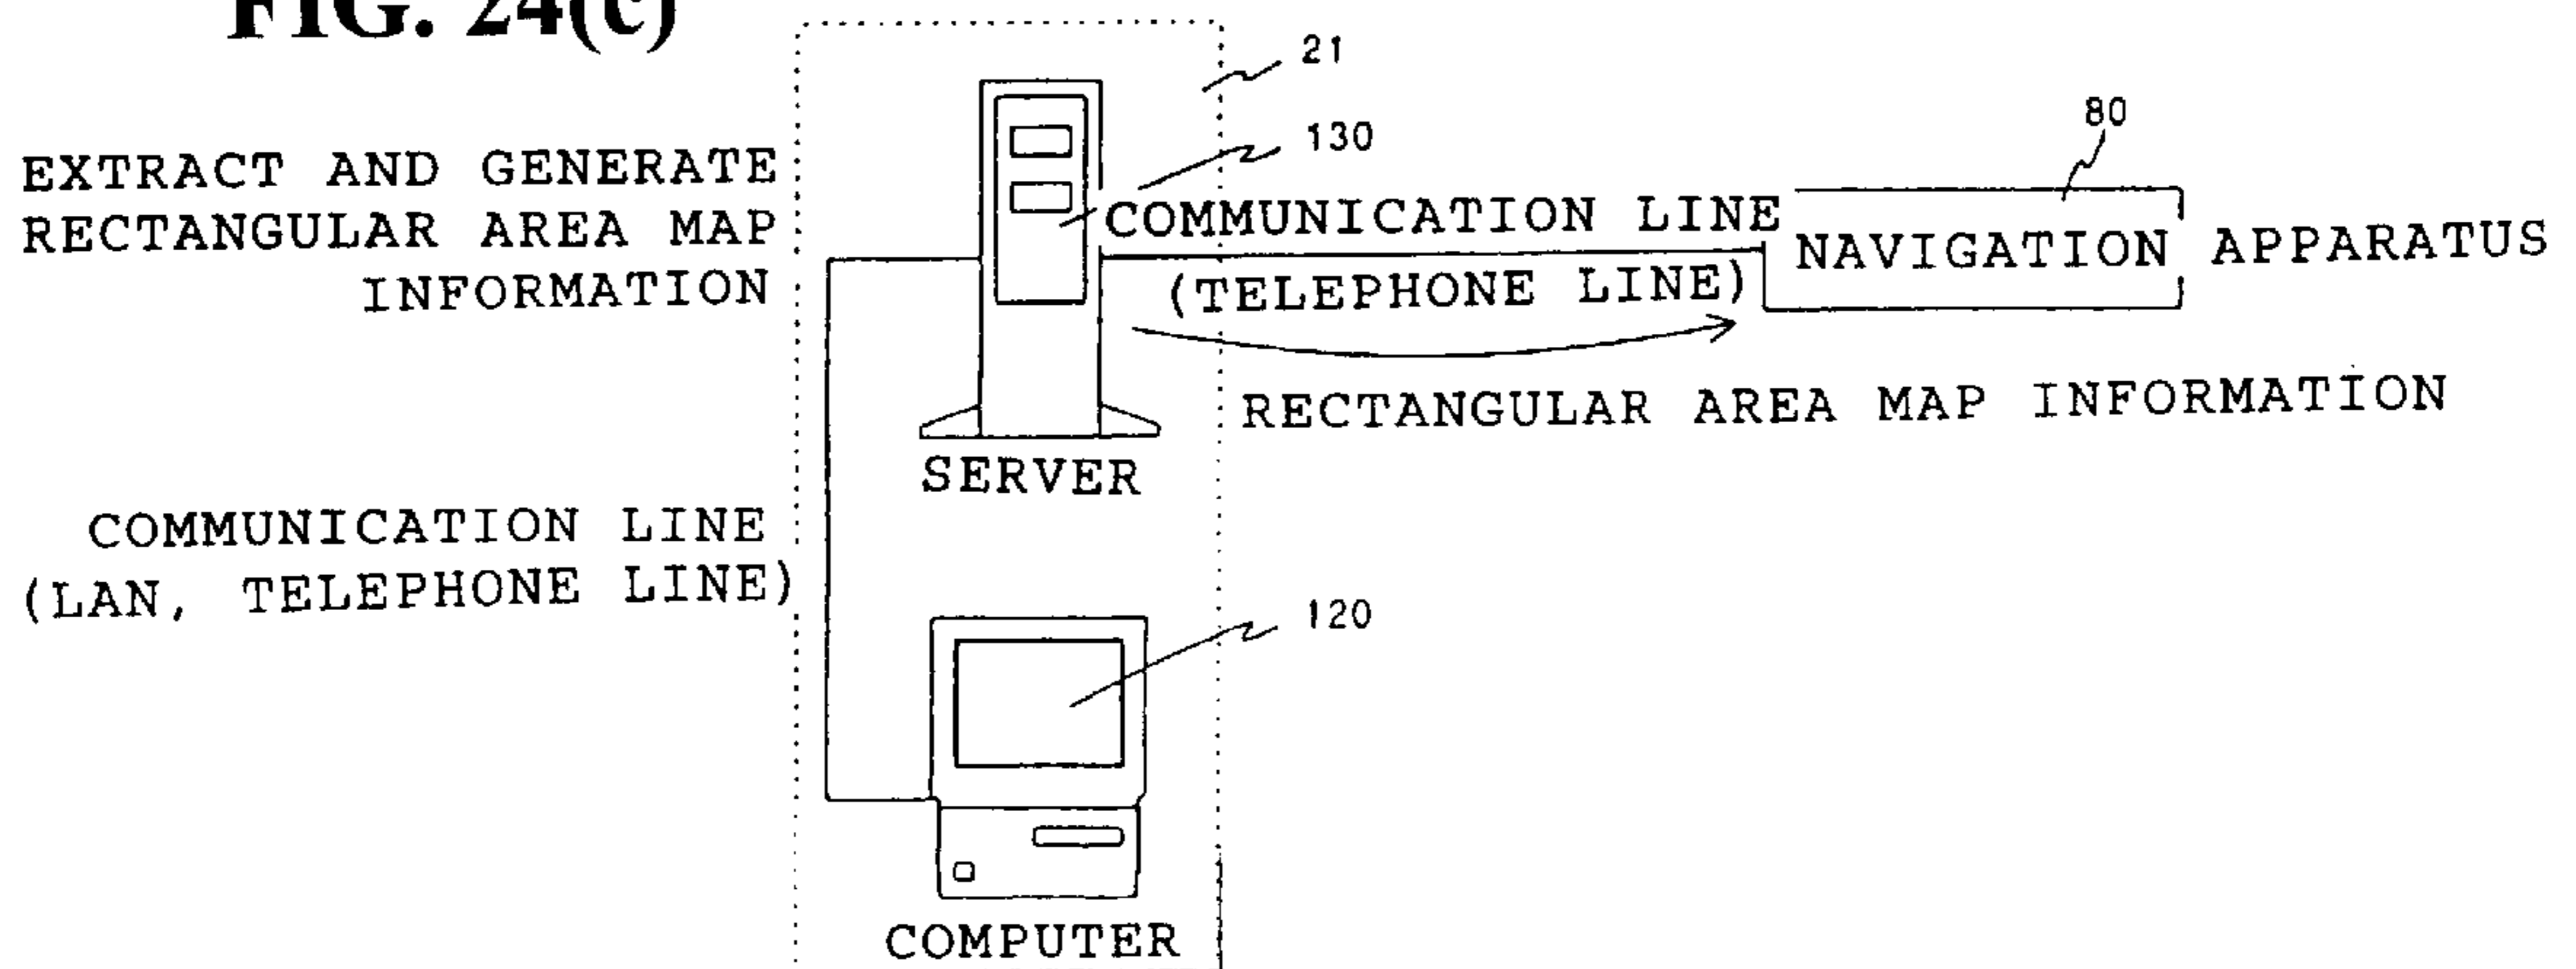 FIG. 24(c)
21
130
80
EXTRACT AND GENERATE
RECTANGULAR AREA MAP
INFORMATION
COMMUNICATION LINE
(TELEPHONE LINE)
NAVIGATION APPARATUS
RECTANGULAR AREA MAP INFORMATION
SERVER
COMMUNICATION LINE
(LAN, TELEPHONE LINE)
120
COMPUTER